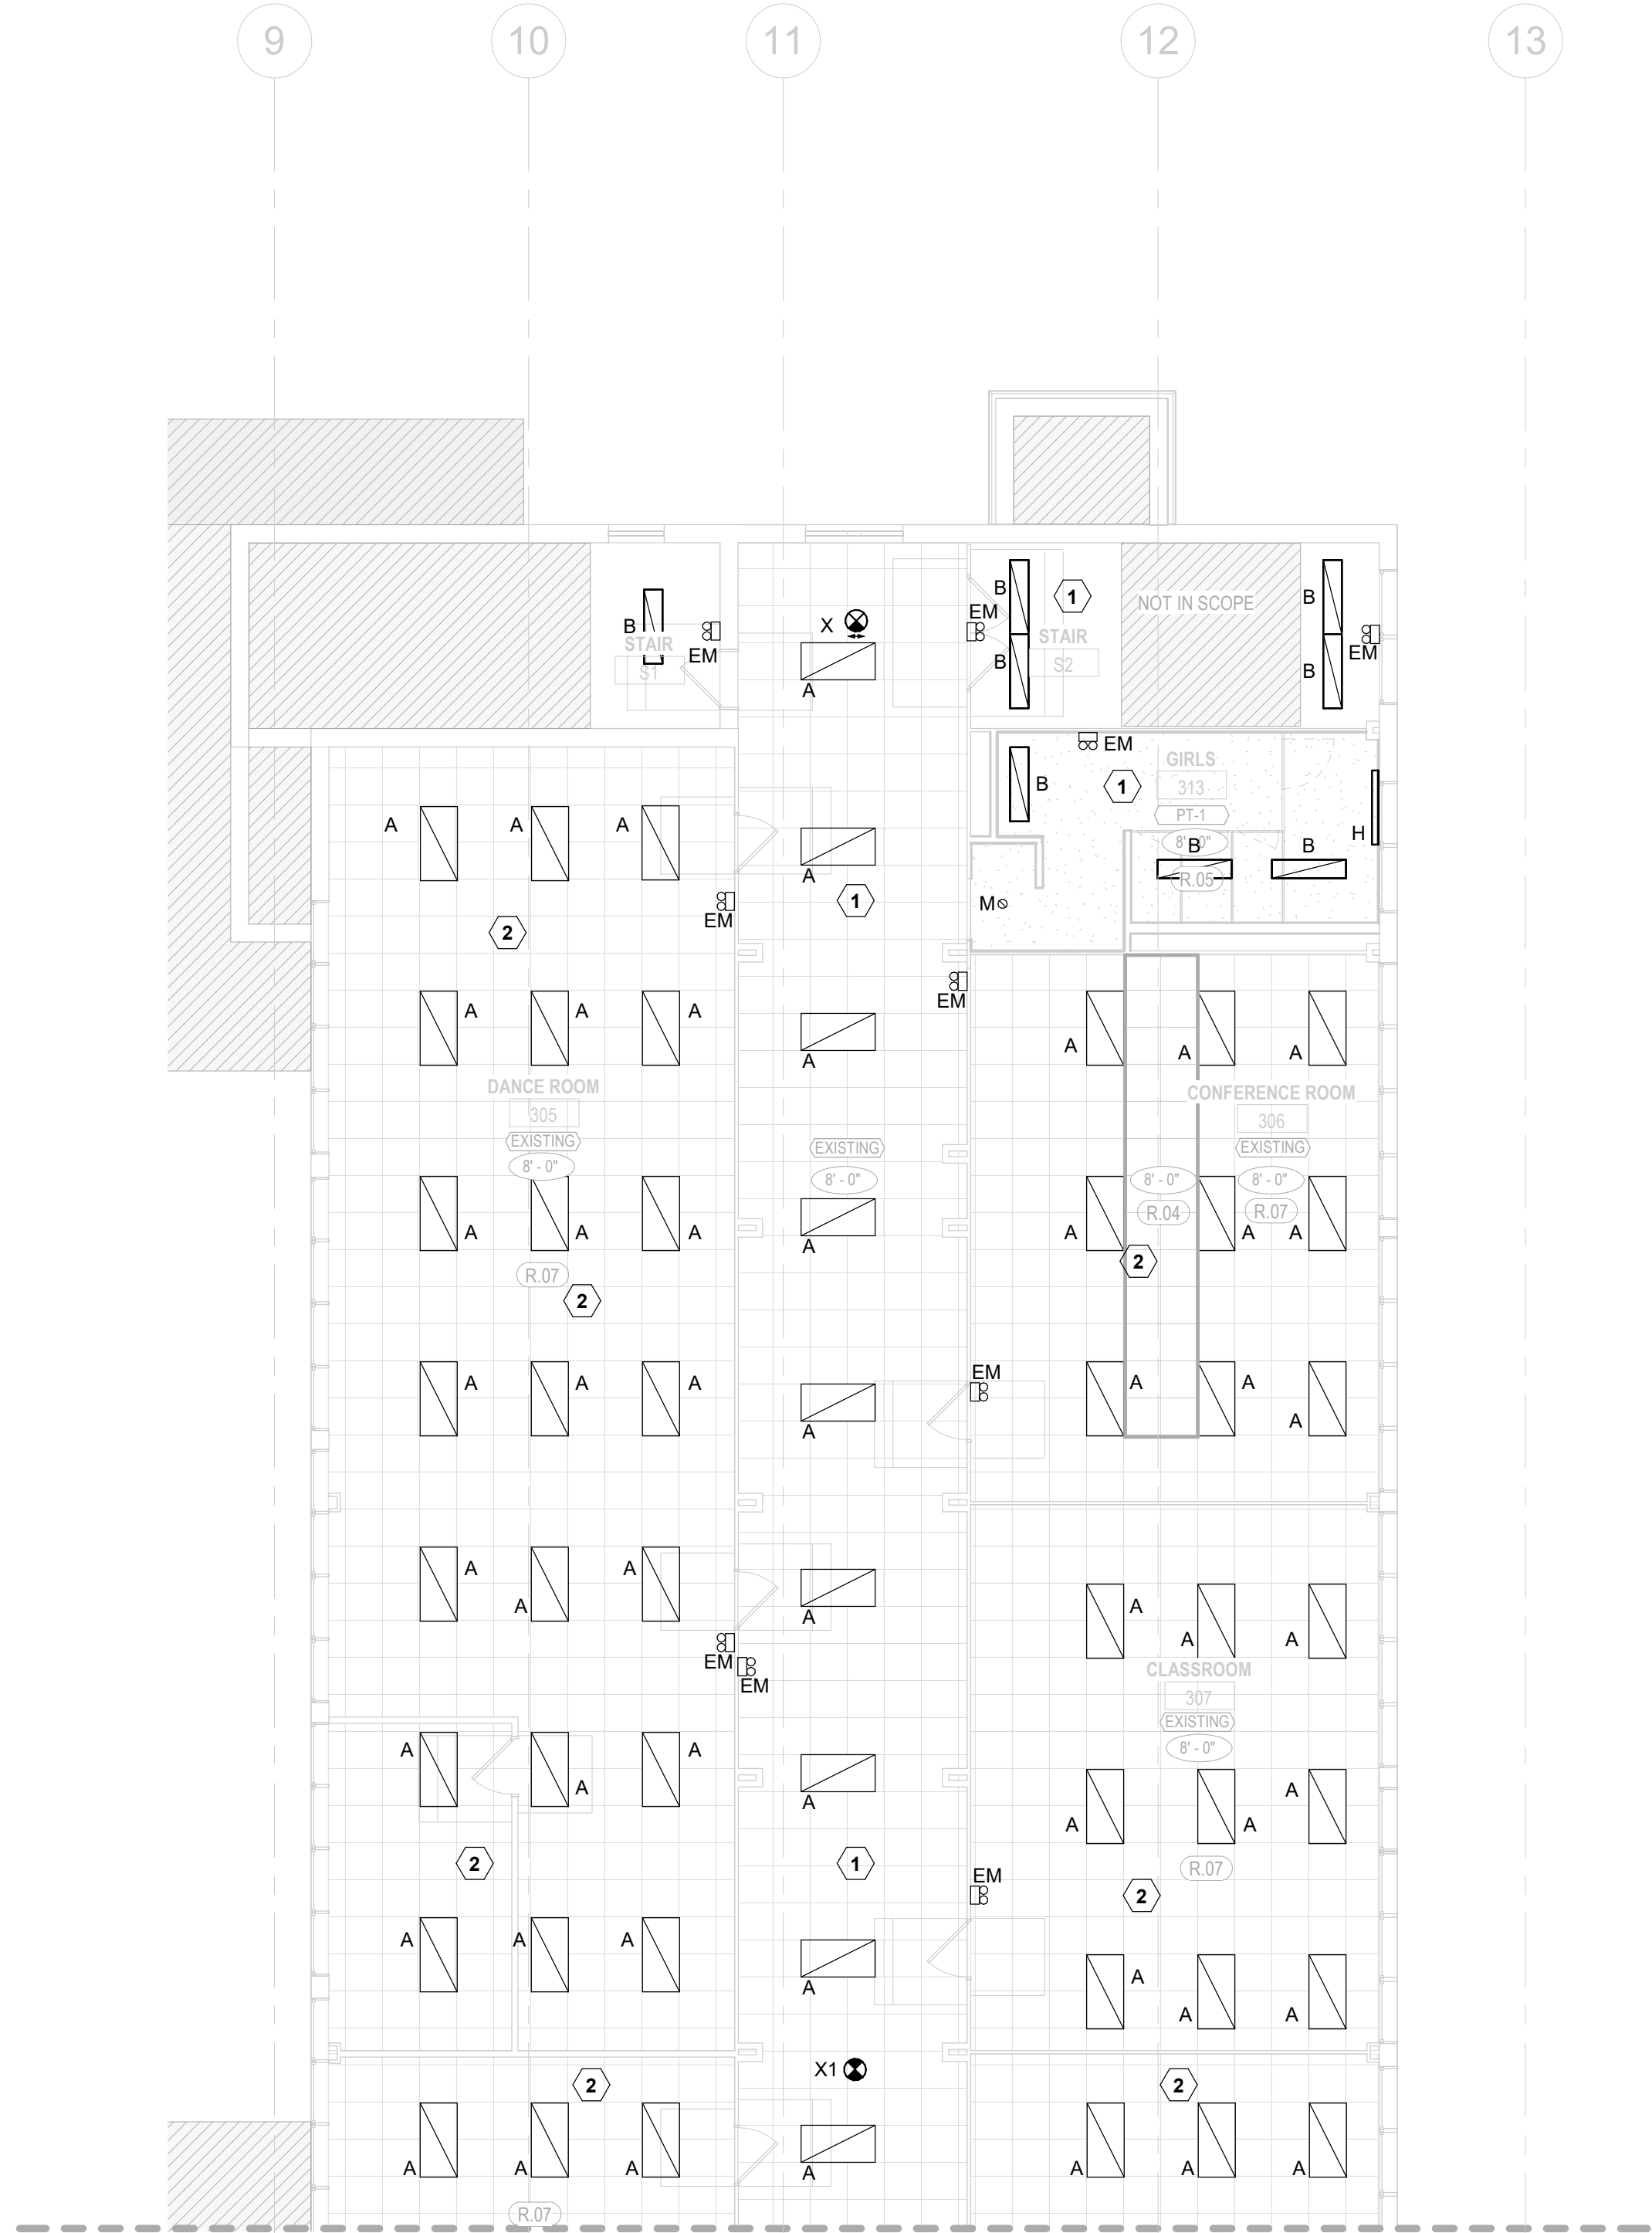 9 10 11 12 13
NOT IN SCOPE
B 1 B
X EM EM
B STAIR STAIR
EM S1 B S2 B
A
EM
GIRLS
B 1 313
PT-1
A A A H
8' - 0" B B
A R.05
1 M
EM
2
EM
A A A
A A A
A
DANCE ROOM CONFERENCE ROOM
305 306
EXISTING EXISTING EXISTING
8' - 0" 8' - 0" 8' - 0" 8' - 0"
R.04 R.07
A A A A A A
A
2
R.07
2
EM
A A A A A
A A
A A
A A A
A A A
EM
EM CLASSROOM
307
EXISTING
8' - 0"
A A
A A
A A A
2 1 R.07
EM
2
A A A
A
A A A
X1
2 2
A A A A A A A
R.07